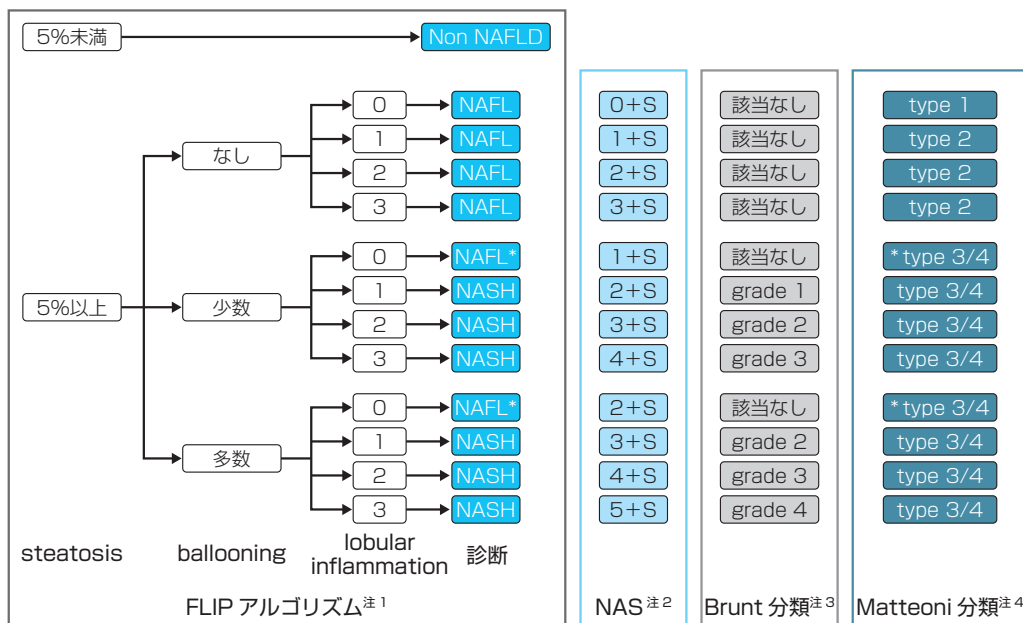 5%未満 Non NAFLD
0 NAFL 0+S 該当なし type 1
1 NAFL 1+S 該当なし type 2
なし
2 NAFL 2+S 該当なし type 2
3 NAFL 3+S 該当なし type 2
0 NAFL* 1+S 該当なし *type 3/4
1 NASH 2+S grade 1 type 3/4
5%以上 少数
2 NASH 3+S grade 2 type 3/4
3 NASH 4+S grade 3 type 3/4
0 NAFL* 2+S 該当なし *type 3/4
1 NASH 3+S grade 2 type 3/4
多数
2 NASH 4+S grade 3 type 3/4
3 NASH 5+S grade 4 type 3/4
steatosis ballooning lobular inflammation 診断
FLIP アルゴリズム注1 NAS注2 Brunt 分類注3 Matteoni 分類注4